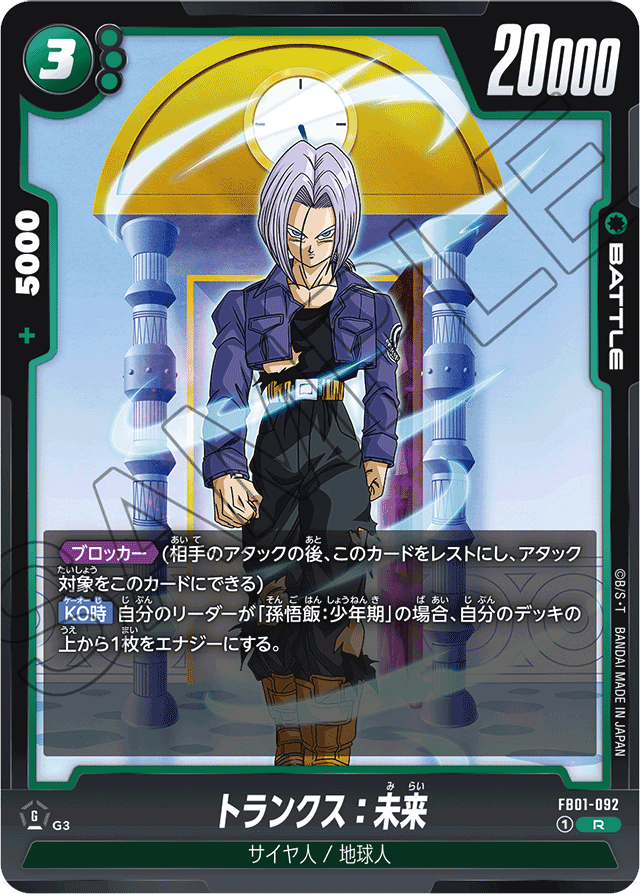 3
20000
+ 5000
BATTLE
SAMPLE
ブロッカー (相手のアタックの後、このカードをレストにし、アタック
対象をこのカードにできる)
KO時 自分のリーダーが「孫悟飯:少年期」の場合、自分のデッキの
上から1枚をエナジーにする。
©B/S・T BANDAI MADE IN JAPAN
トランクス:未来
FB01-092
G G3
1 R
サイヤ人 / 地球人